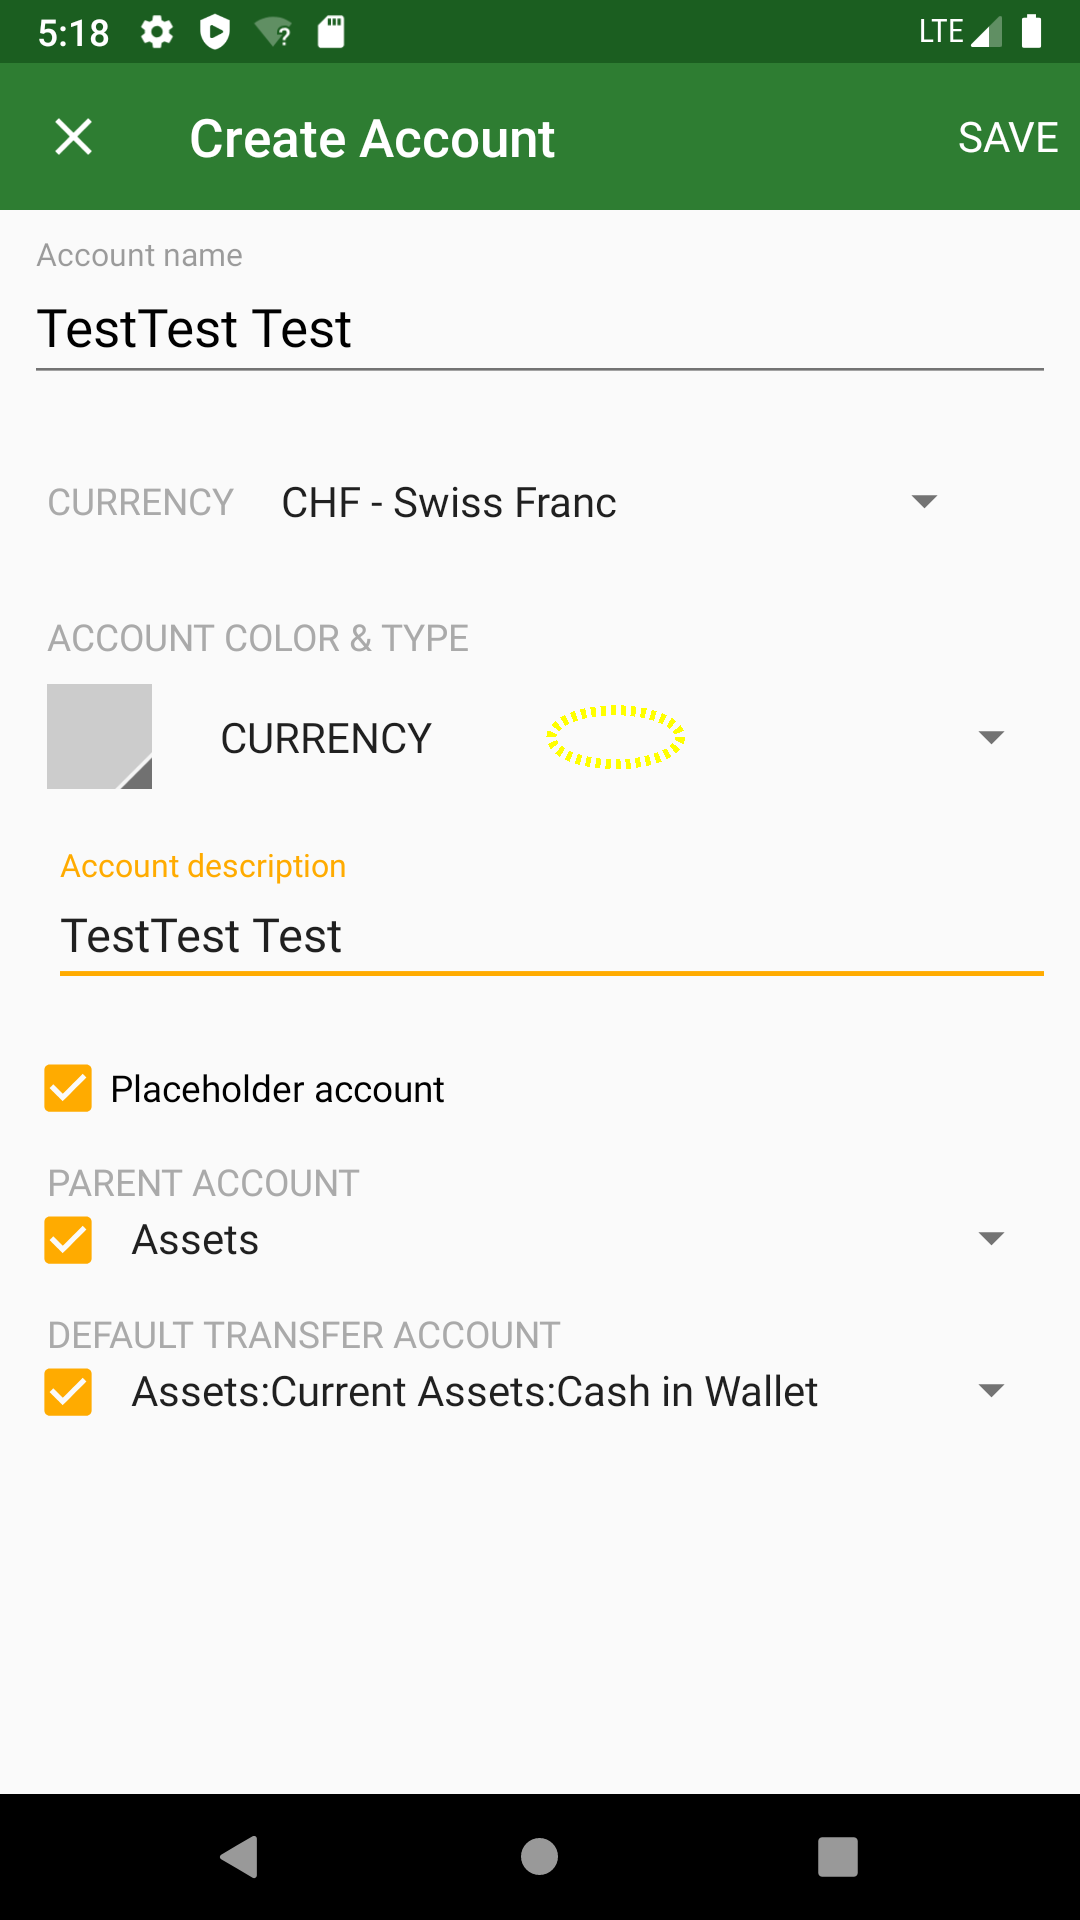 5:18
LTE
Create Account
SAVE
Account name
TestTest Test
CURRENCY CHF - Swiss Franc
ACCOUNT COLOR & TYPE
CURRENCY
Account description
TestTest Test
Placeholder account
PARENT ACCOUNT
Assets
DEFAULT TRANSFER ACCOUNT
Assets:Current Assets:Cash in Wallet